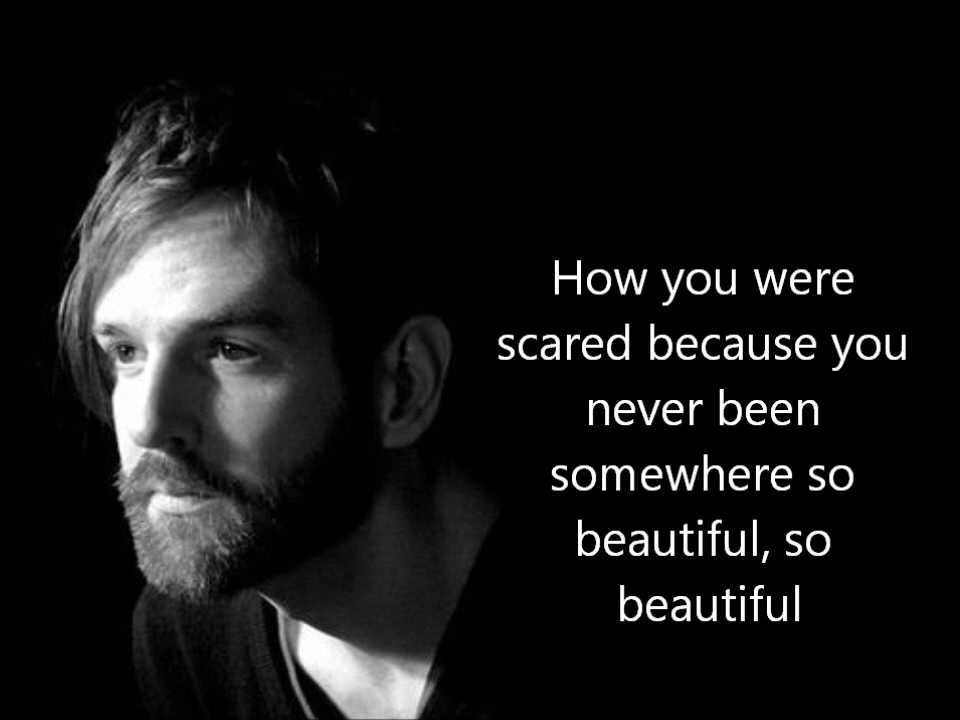 How you were
scared because you
never been
somewhere so
beautiful, so
beautiful